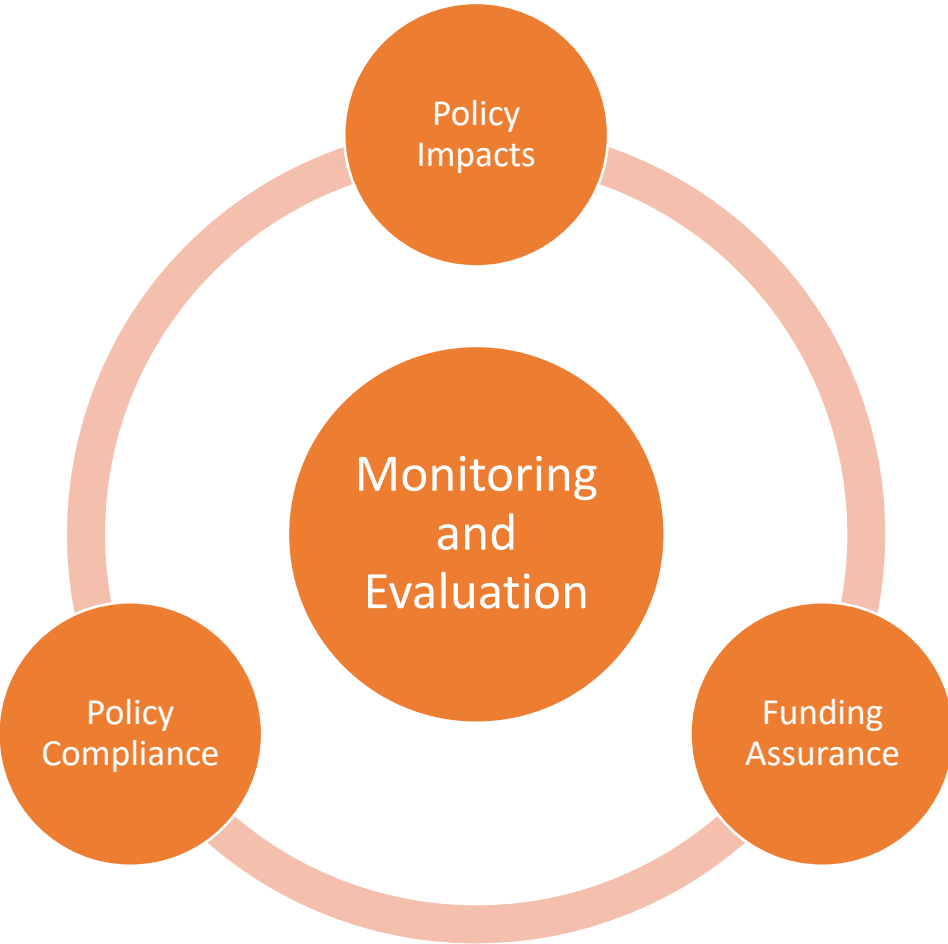 Policy
Impacts
Monitoring
and
Evaluation
Policy
Compliance
Funding
Assurance